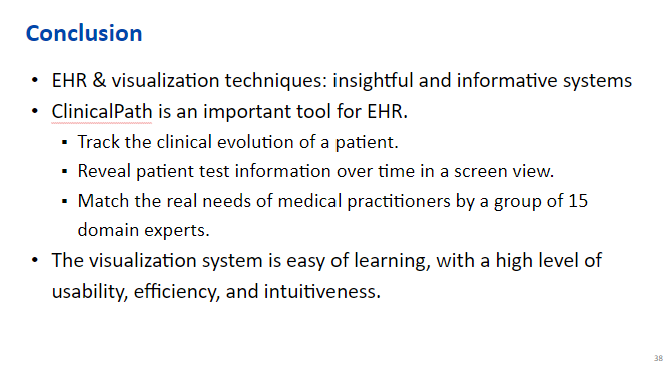 Conclusion
• EHR & visualization techniques: insightful and informative systems
• ClinicalPath is an important tool for EHR.
▪ Track the clinical evolution of a patient.
▪ Reveal patient test information over time in a screen view.
▪ Match the real needs of medical practitioners by a group of 15
domain experts.
• The visualization system is easy of learning, with a high level of
usability, efficiency, and intuitiveness.
38